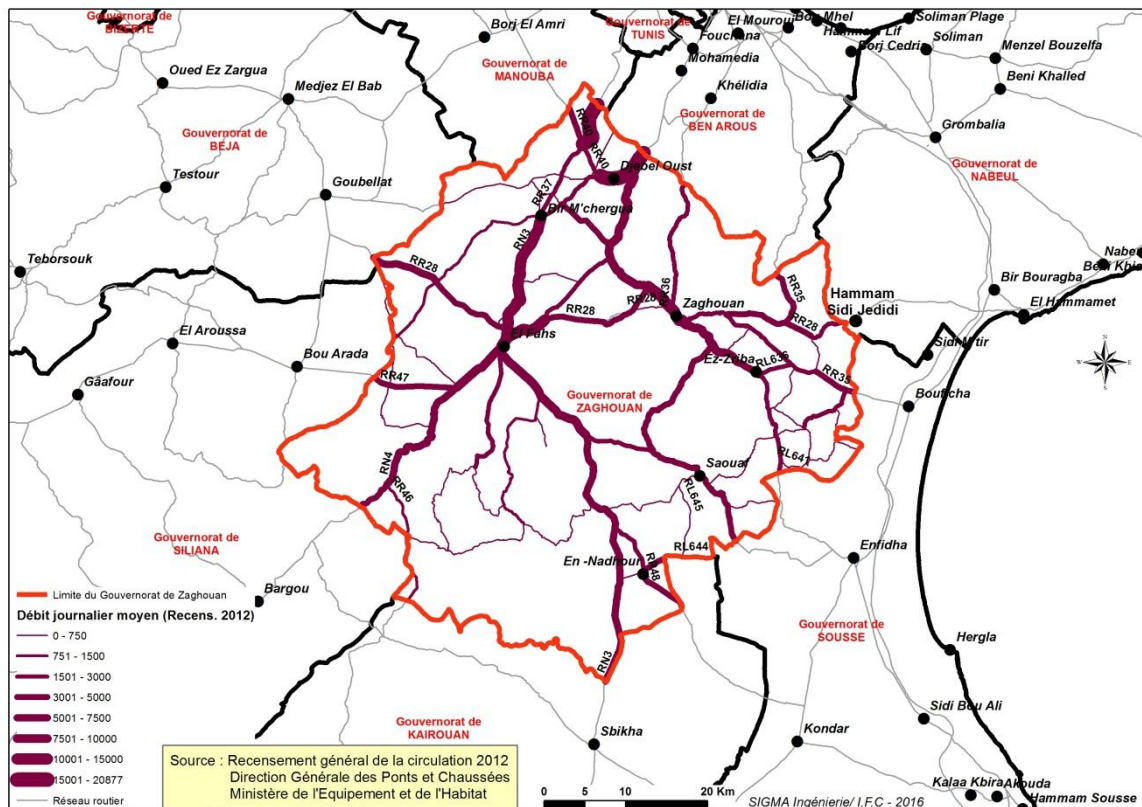 Gouvernorat de
BIZERTE
Borj El Amri
Gouvernorat de
TUNIS
Fouchana
El Mourouj
Hammam Lif
Borj Cedria
Soliman Plage
Soliman
Menzel Bouzelfa
Oued Ez Zargua
Gouvernorat de
MANOUBA
Mohamedia
Beni Khalled
Medjez El Bab
Khélidia
Gouvernorat de
BEN AROUS
Gouvernorat de
BEJA
RR40
RR40
Grombalia
Gouvernorat de
NABEUL
Testour
Goubellat
Djebel Oust
RR37
Bir M'chergua
RN3
Teborsouk
RR28
Bir Bouragba
El Hammamet
RR36
RR35
Hammam
Sidi Jedidi
RR28
Zaghouan
RR28
RR28
El Aroussa
El Fahs
Bou Arada
Ez-Zriba
RL636
RR35
Gâafour
RR47
Gouvernorat de
ZAGHOUAN
Bouficha
RN4
RR46
Saouaf
RL641
RL645
Gouvernorat de
SILIANA
RL644
En -Nadhour
RR48
Enfidha
Bargou
Gouvernorat de
SOUSSE
Hergla
RN3
Gouvernorat de
KAIROUAN
Sbikha
Kondar
Sidi Bou Ali
Kalaa Kbira
Akouda
Hammam Sousse
N
W
E
S
Limite du Gouvernorat de Zaghouan
Débit journalier moyen (Recens. 2012)
0 - 750
751 - 1500
1501 - 3000
3001 - 5000
5001 - 7500
7501 - 10000
10001 - 15000
15001 - 20877
Réseau routier
Source : Recensement général de la circulation 2012
Direction Générale des Ponts et Chaussées
Ministère de l'Equipement et de l'Habitat
0 10 20 Km
SIGMA Ingénierie/ I.F.C - 2016